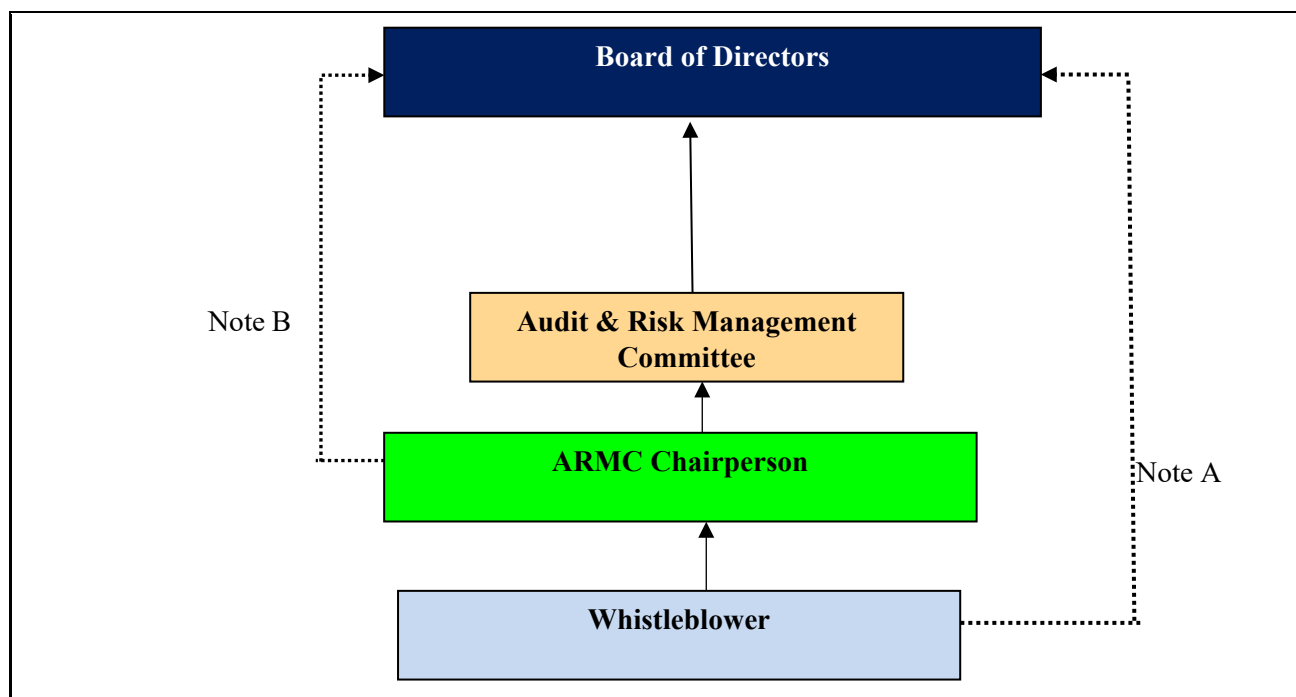 Board of Directors
Note B
Audit & Risk Management
Committee
ARMC Chairperson
Note A
Whistleblower